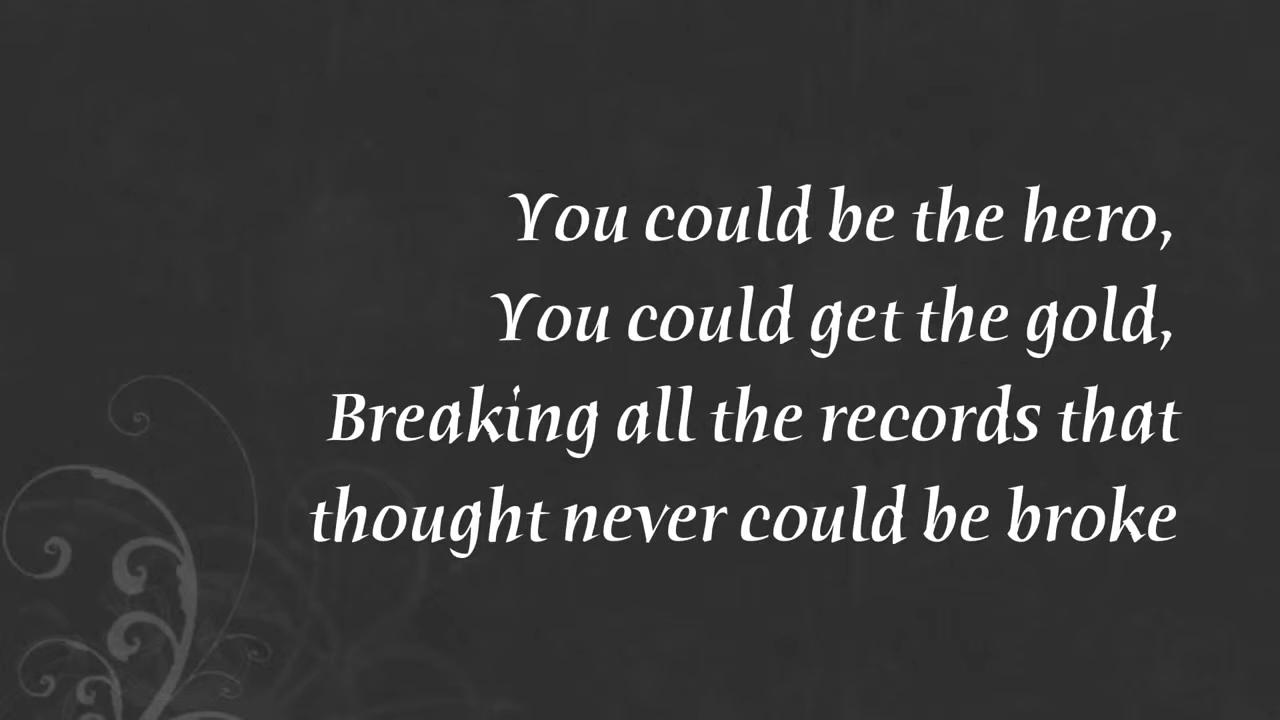 You could be the hero,
You could get the gold,
Breaking all the records that
thought never could be broke